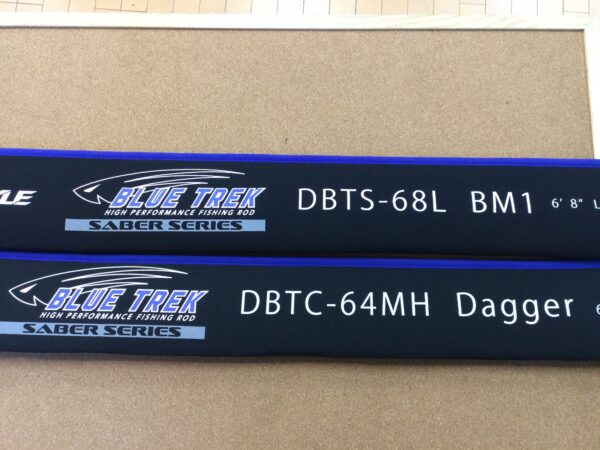 BLUE TREK
HIGH PERFORMANCE FISHING ROD
SABER SERIES
DBTS-68L BM1 6' 8" L
BLUE TREK
HIGH PERFORMANCE FISHING ROD
SABER SERIES
DBTC-64MH Dagger 6